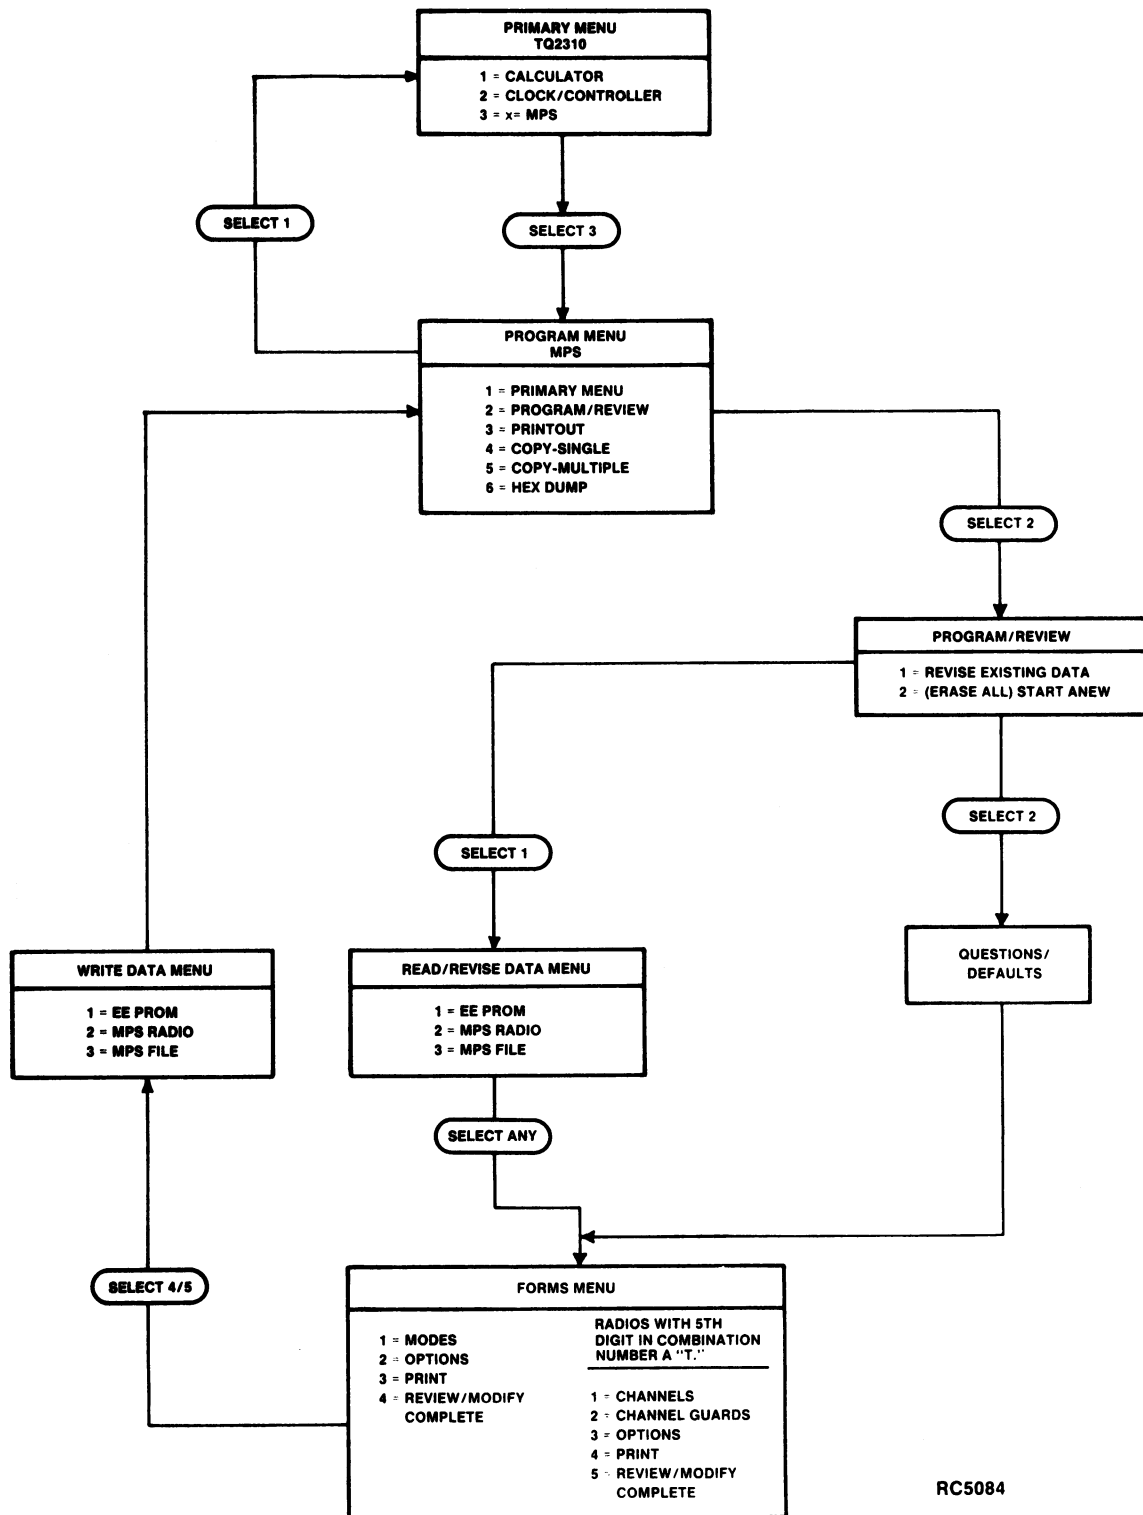 PRIMARY MENU
TQ2310
1 = CALCULATOR
2 = CLOCK/CONTROLLER
3 = x= MPS
SELECT 1
SELECT 3
PROGRAM MENU
MPS
1 = PRIMARY MENU
2 = PROGRAM/REVIEW
3 = PRINTOUT
4 = COPY-SINGLE
5 = COPY-MULTIPLE
6 = HEX DUMP
SELECT 2
PROGRAM/REVIEW
1 = REVISE EXISTING DATA
2 = (ERASE ALL) START ANEW
SELECT 2
SELECT 1
QUESTIONS/
DEFAULTS
WRITE DATA MENU
1 = EE PROM
2 = MPS RADIO
3 = MPS FILE
READ/REVISE DATA MENU
1 = EE PROM
2 = MPS RADIO
3 = MPS FILE
SELECT ANY
SELECT 4/5
FORMS MENU
1 = MODES
2 = OPTIONS
3 = PRINT
4 = REVIEW/MODIFY
COMPLETE
RADIOS WITH 5TH
DIGIT IN COMBINATION
NUMBER A "T."
1 = CHANNELS
2 = CHANNEL GUARDS
3 = OPTIONS
4 = PRINT
5 = REVIEW/MODIFY
COMPLETE
RC5084